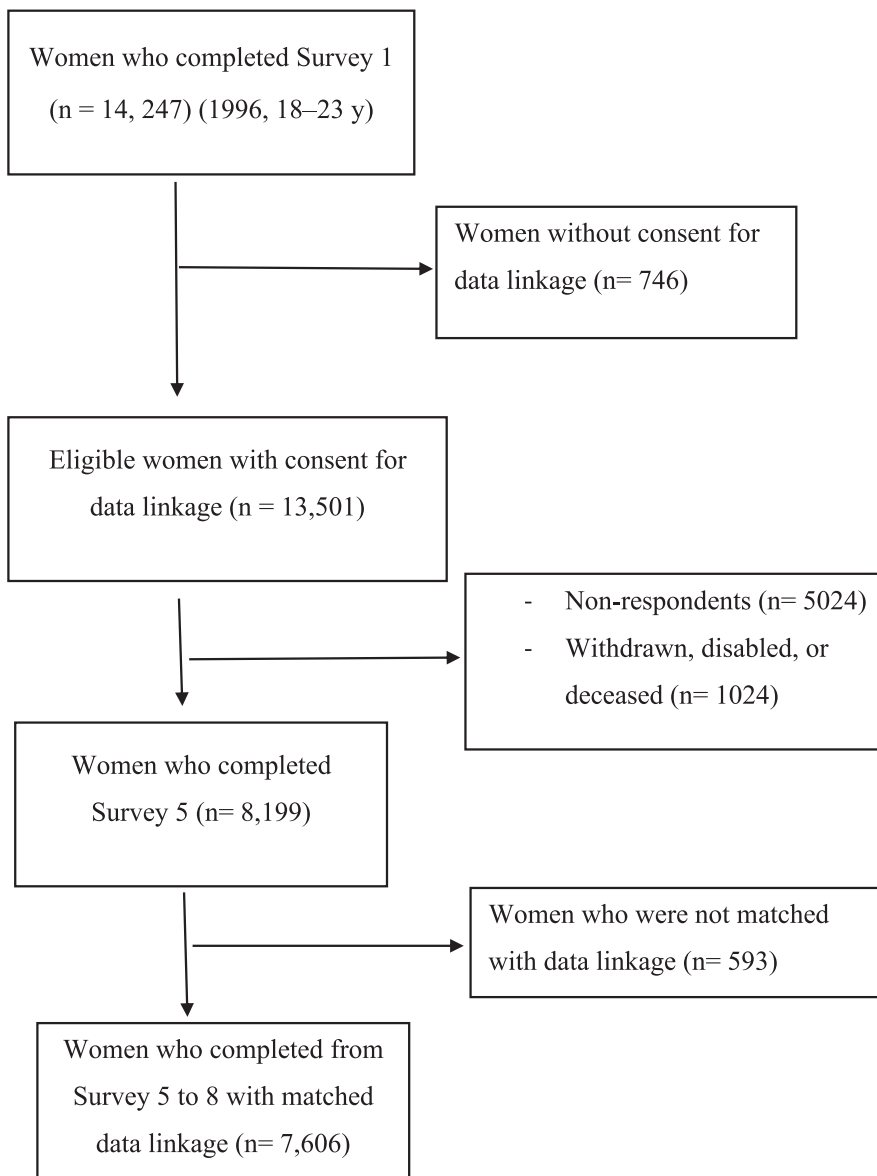 Women who completed Survey 1
(n = 14, 247) (1996, 18–23 y)
Women without consent for
data linkage (n= 746)
Eligible women with consent for
data linkage (n = 13,501)
- Non-respondents (n= 5024)
- Withdrawn, disabled, or
deceased (n= 1024)
Women who completed
Survey 5 (n= 8,199)
Women who were not matched
with data linkage (n= 593)
Women who completed from
Survey 5 to 8 with matched
data linkage (n= 7,606)